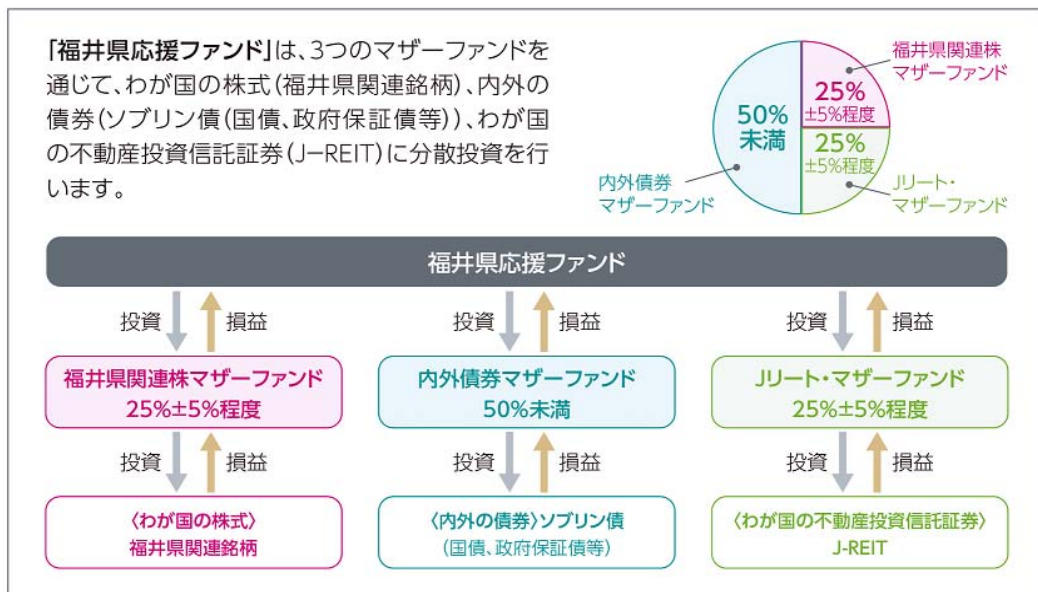 「福井県応援ファンド」は、3つのマザーファンドを
通じて、わが国の株式(福井県関連銘柄)、内外の
債券(ソブリン債(国債、政府保証債等))、わが国
の不動産投資信託証券(J−REIT)に分散投資を行
います。
福井県関連株
マザーファンド
25%
±5%程度
50%
未満
25%
±5%程度
内外債券
マザーファンド
Jリート・
マザーファンド
福井県応援ファンド
投資 損益 投資 損益 投資 損益
福井県関連株マザーファンド
25%±5%程度
内外債券マザーファンド
50%未満
Jリート・マザーファンド
25%±5%程度
投資 損益 投資 損益 投資 損益
〈わが国の株式〉
福井県関連銘柄
〈内外の債券〉ソブリン債
(国債、政府保証債等)
〈わが国の不動産投資信託証券〉
J-REIT